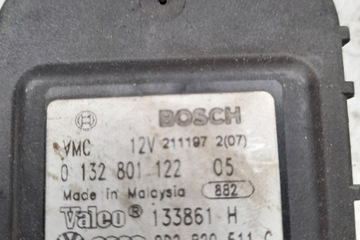 BOSCH
VMC 12V 211197 2(07)
0 132 801 122 05
Made in Malaysia 882
Valeo® 133861 H